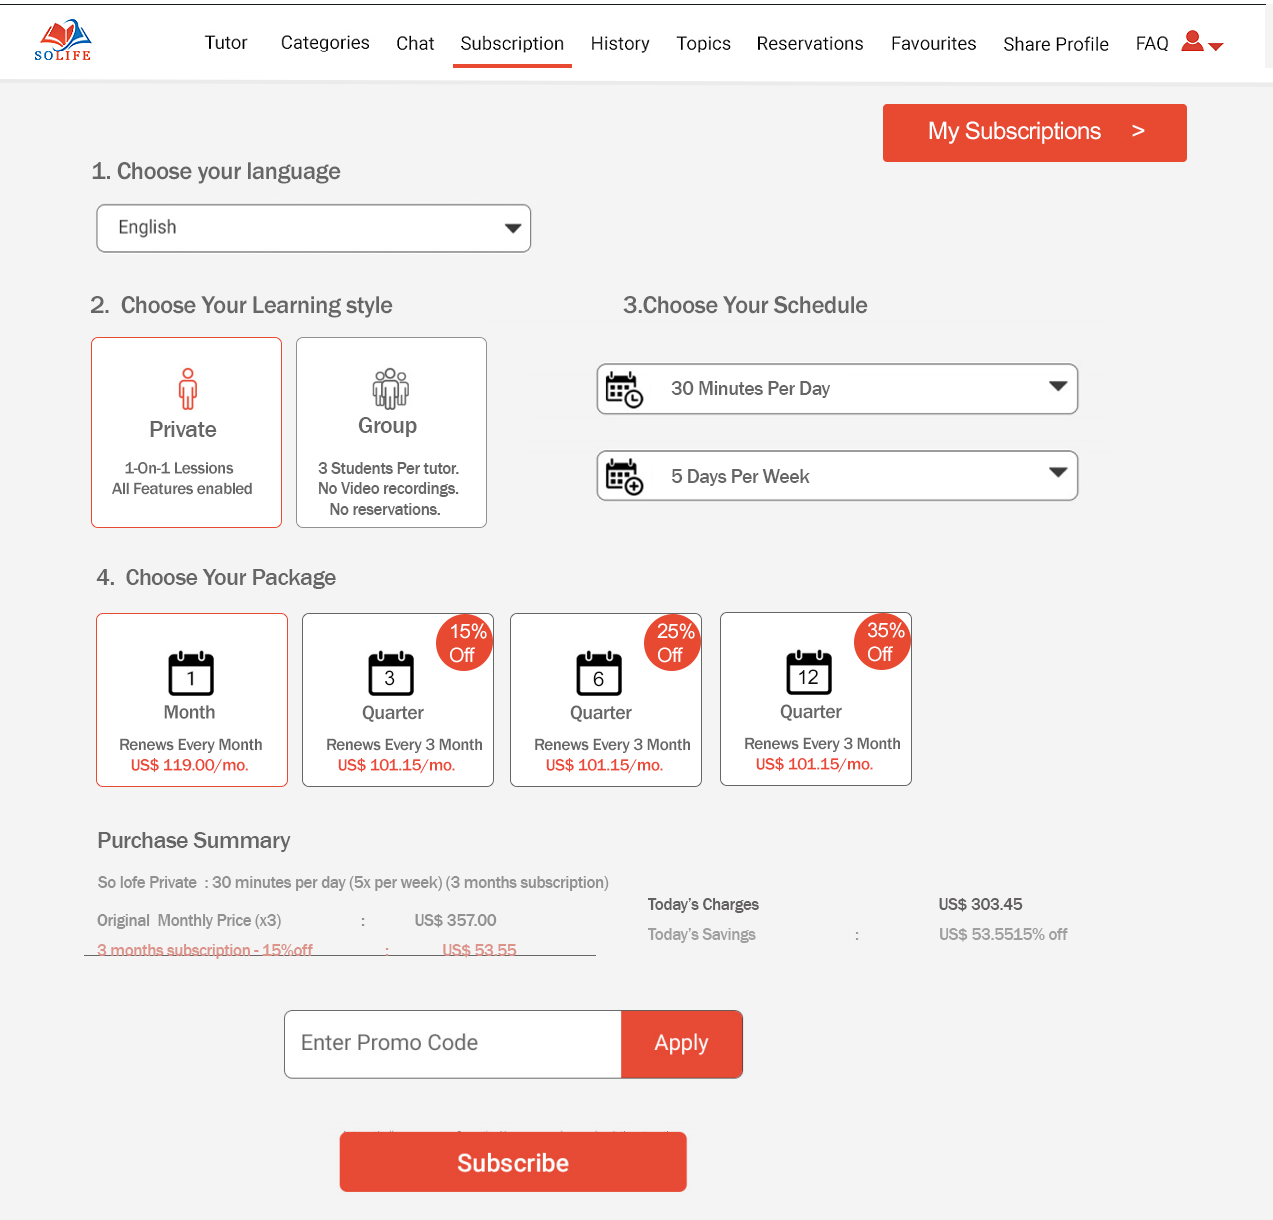 SOLIFE
Tutor Categories Chat Subscription History Topics Reservations Favourites Share Profile FAQ
My Subscriptions >
1. Choose your language
English
2. Choose Your Learning style
Private
1-On-1 Lessions
All Features enabled
Group
3 Students Per tutor.
No Video recordings.
No reservations.
3.Choose Your Schedule
30 Minutes Per Day
5 Days Per Week
4. Choose Your Package
1
Month
Renews Every Month
US$ 119.00/mo.
15%
Off
3
Quarter
Renews Every 3 Month
US$ 101.15/mo.
25%
Off
6
Quarter
Renews Every 3 Month
US$ 101.15/mo.
35%
Off
12
Quarter
Renews Every 3 Month
US$ 101.15/mo.
Purchase Summary
So lofe Private : 30 minutes per day (5x per week) (3 months subscription)
Original Monthly Price (x3) : US$ 357.00
3 months subscription - 15%off : US$ 53.55
Today's Charges US$ 303.45
Today's Savings : US$ 53.5515% off
Enter Promo Code
Apply
Subscribe